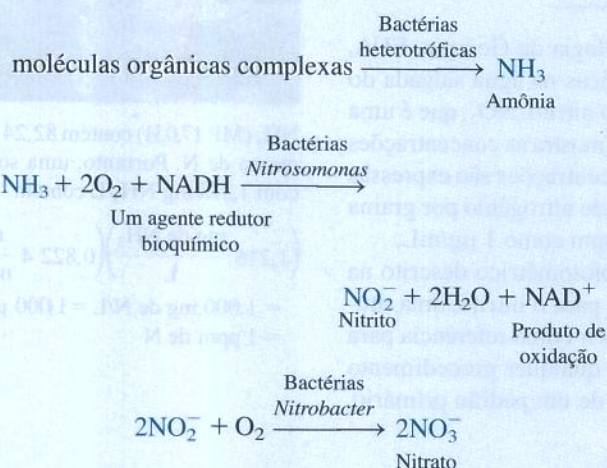 Bactérias
heterotróficas
moléculas orgânicas complexas ⟶ NH₃
Amônia
Bactérias
Nitrosomonas
NH₃ + 2O₂ + NADH ⟶
Um agente redutor
bioquímico
NO₂⁻ + 2H₂O + NAD⁺
Nitrito
Produto de
oxidação
Bactérias
Nitrobacter
2NO₂⁻ + O₂ ⟶ 2NO₃⁻
Nitrato